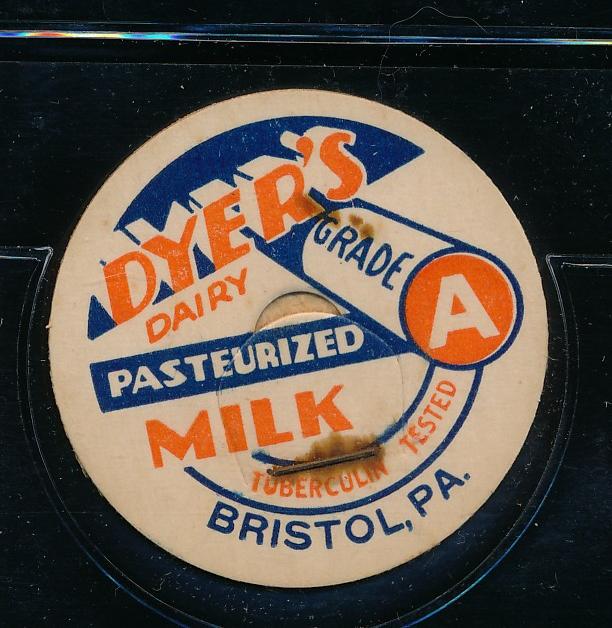 DYER'S
DAIRY
GRADE
A
PASTEURIZED
MILK
TUBERCULIN TESTED
BRISTOL, PA.